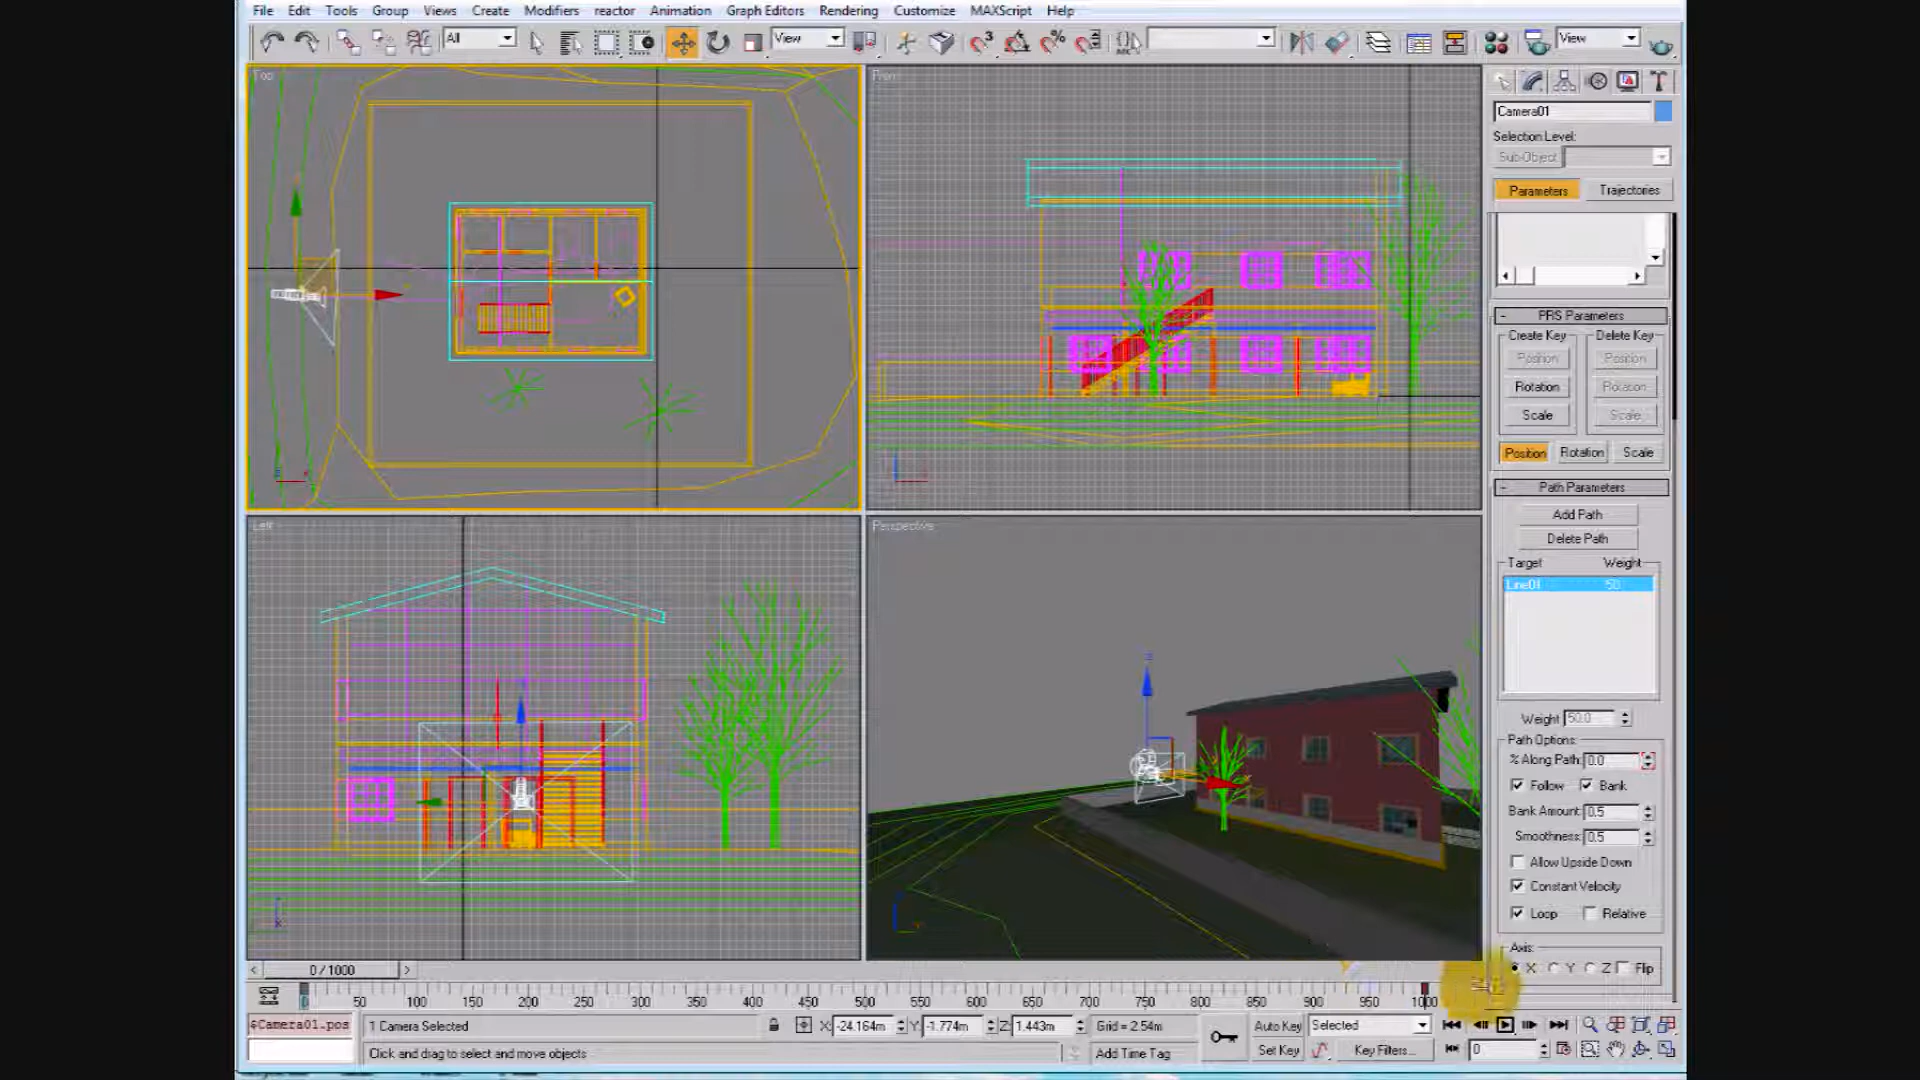 File Edit Tools Group Views Create Modifiers reactor Animation Graph Editors Rendering Customize MAXScript Help
All View View
Top
Front
Camera01
Selection Level:
Sub-Object
Parameters Trajectories
- PRS Parameters
Create Key Delete Key
Position Position
Rotation Rotation
Scale Scale
Position Rotation Scale
- Path Parameters
Add Path
Delete Path
Target Weight
Line01 50
Left
Perspective
Weight 50.0
Path Options:
% Along Path: 0.0
Follow Bank
Bank Amount: 0.5
Smoothness: 0.5
Allow Upside Down
Constant Velocity
Loop Relative
Axis:
X Y Z Flip
< 0 / 1000 >
0 50 100 150 200 250 300 350 400 450 500 550 600 650 700 750 800 850 900 950 1000
$Camera01.pos 1 Camera Selected X: -24.164m Y: -1.774m Z: 1.443m Grid = 2.54m Auto Key Selected
Click and drag to select and move objects Add Time Tag Set Key Key Filters... 0